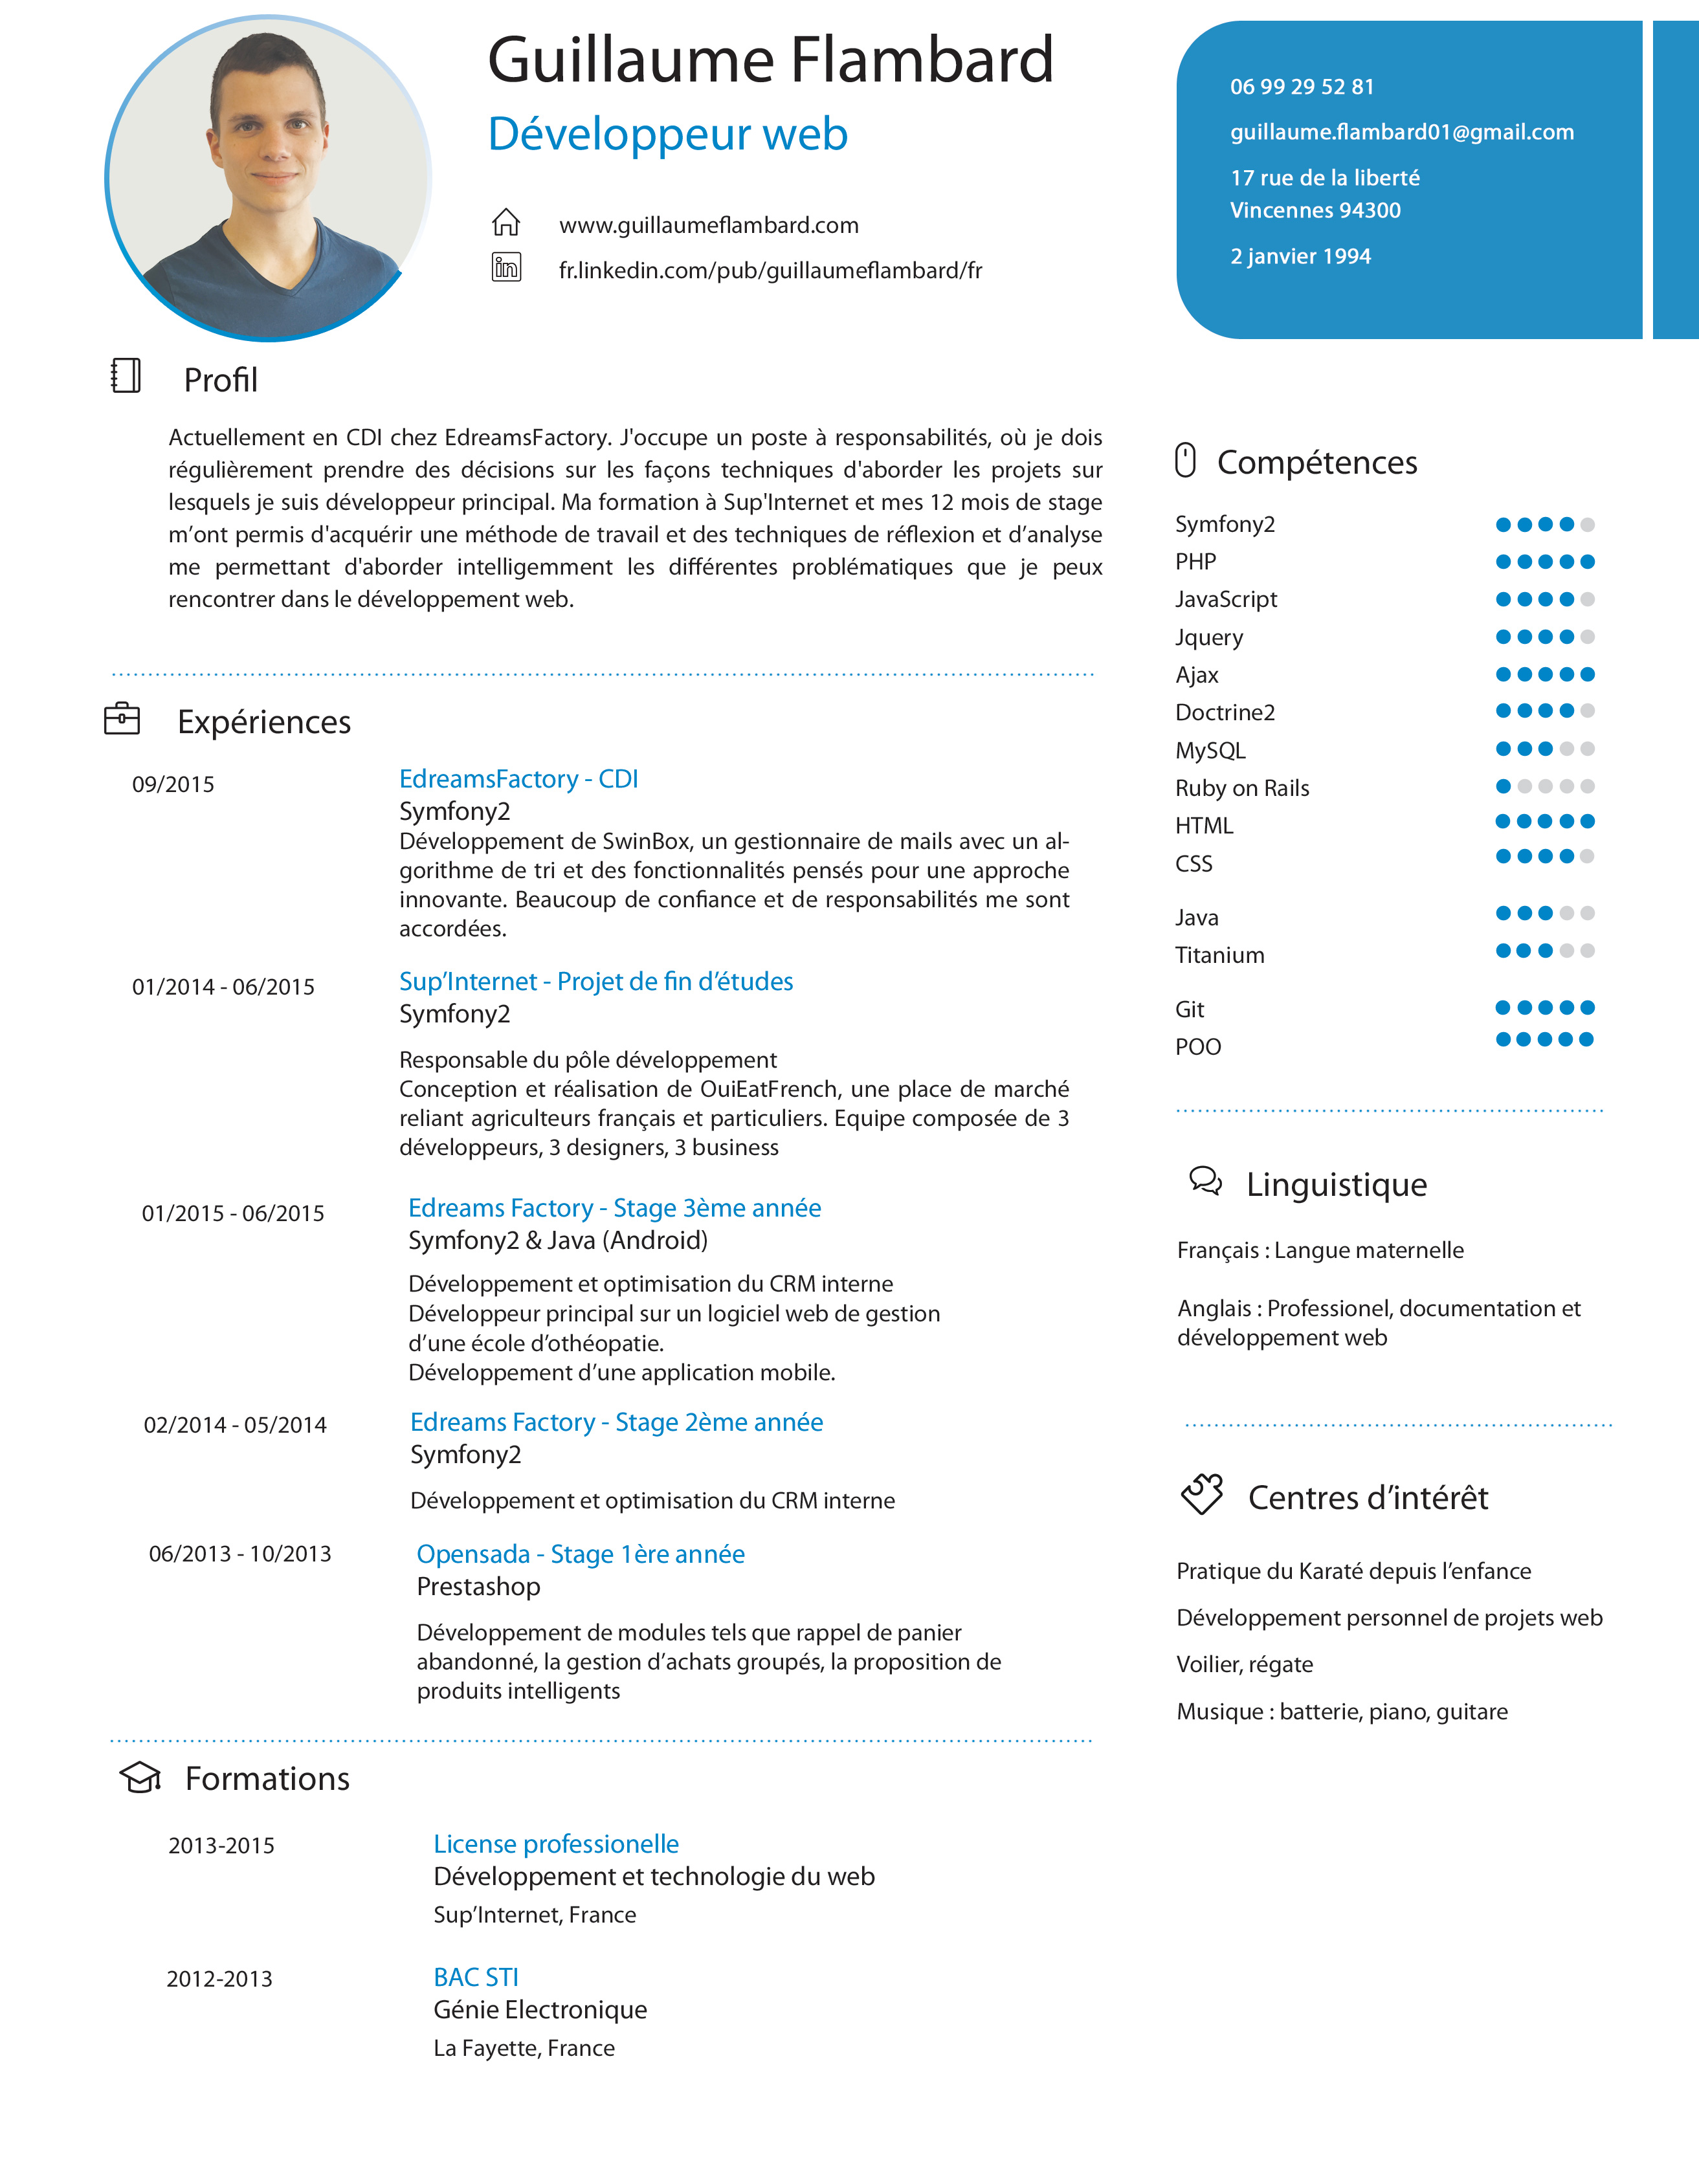 Guillaume Flambard
Développeur web
www.guillaumeflambard.com
fr.linkedin.com/pub/guillaumeflambard/fr
06 99 29 52 81
guillaume.flambard01@gmail.com
17 rue de la liberté
Vincennes 94300
2 janvier 1994
Profil
Actuellement en CDI chez EdreamsFactory. J'occupe un poste à responsabilités, où je dois
régulièrement prendre des décisions sur les façons techniques d'aborder les projets sur
lesquels je suis développeur principal. Ma formation à Sup'Internet et mes 12 mois de stage
m’ont permis d'acquérir une méthode de travail et des techniques de réflexion et d’analyse
me permettant d'aborder intelligemment les différentes problématiques que je peux
rencontrer dans le développement web.
Expériences
09/2015
EdreamsFactory - CDI
Symfony2
Développement de SwinBox, un gestionnaire de mails avec un al-
gorithme de tri et des fonctionnalités pensés pour une approche
innovante. Beaucoup de confiance et de responsabilités me sont
accordées.
01/2014 - 06/2015
Sup’Internet - Projet de fin d’études
Symfony2
Responsable du pôle développement
Conception et réalisation de OuiEatFrench, une place de marché
reliant agriculteurs français et particuliers. Equipe composée de 3
développeurs, 3 designers, 3 business
01/2015 - 06/2015
Edreams Factory - Stage 3ème année
Symfony2 & Java (Android)
Développement et optimisation du CRM interne
Développeur principal sur un logiciel web de gestion
d’une école d’othéopatie.
Développement d’une application mobile.
02/2014 - 05/2014
Edreams Factory - Stage 2ème année
Symfony2
Développement et optimisation du CRM interne
06/2013 - 10/2013
Opensada - Stage 1ère année
Prestashop
Développement de modules tels que rappel de panier
abandonné, la gestion d’achats groupés, la proposition de
produits intelligents
Formations
2013-2015
License professionelle
Développement et technologie du web
Sup’Internet, France
2012-2013
BAC STI
Génie Electronique
La Fayette, France
Compétences
Symfony2
PHP
JavaScript
Jquery
Ajax
Doctrine2
MySQL
Ruby on Rails
HTML
CSS
Java
Titanium
Git
POO
Linguistique
Français : Langue maternelle
Anglais : Professionel, documentation et
développement web
Centres d’intérêt
Pratique du Karaté depuis l’enfance
Développement personnel de projets web
Voilier, régate
Musique : batterie, piano, guitare